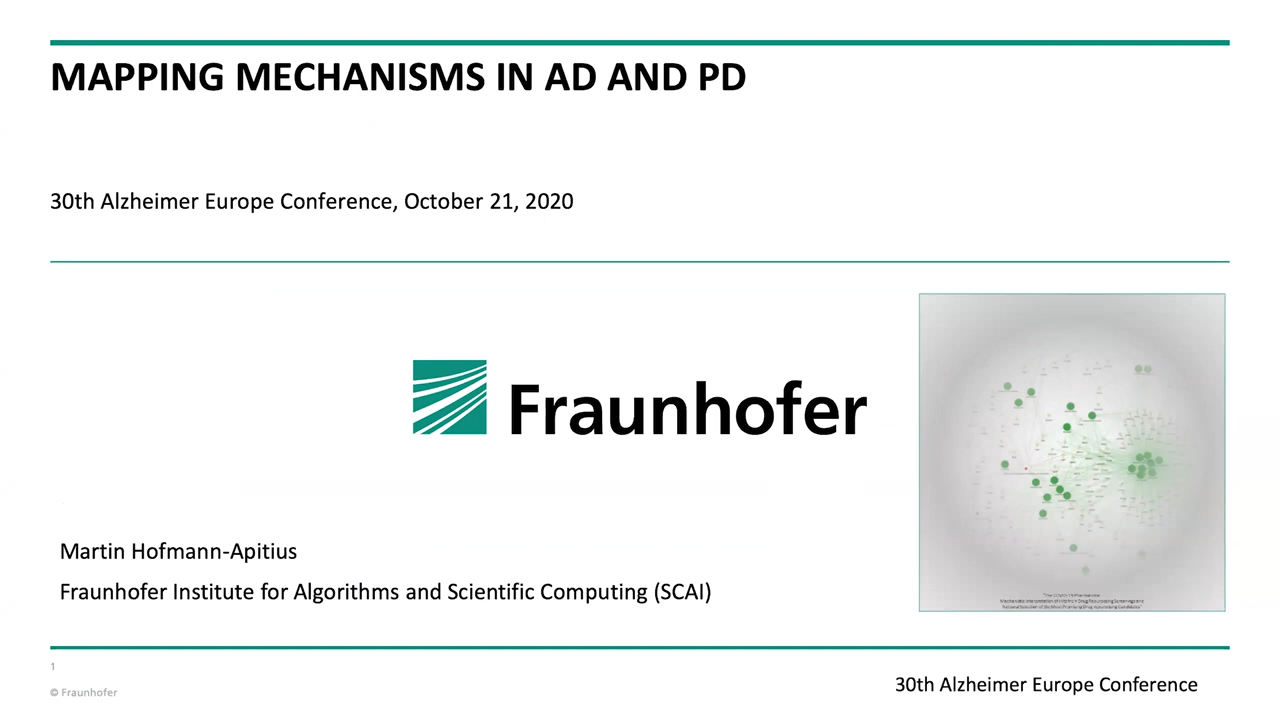 MAPPING MECHANISMS IN AD AND PD
30th Alzheimer Europe Conference, October 21, 2020
Fraunhofer
Martin Hofmann-Apitius
Fraunhofer Institute for Algorithms and Scientific Computing (SCAI)
1
© Fraunhofer
30th Alzheimer Europe Conference